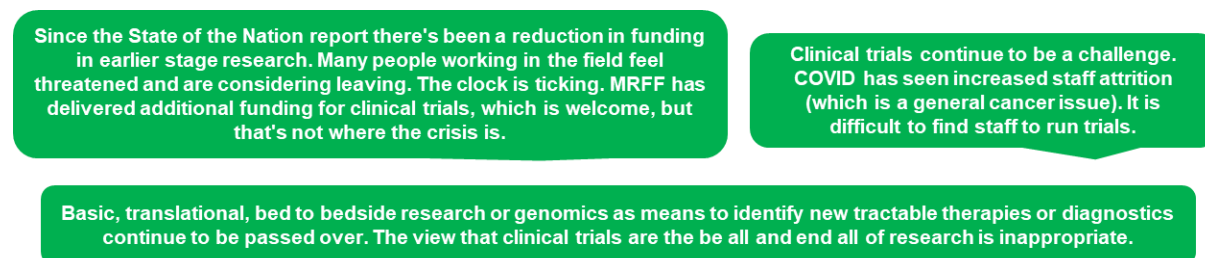 Since the State of the Nation report there's been a reduction in funding
in earlier stage research. Many people working in the field feel
threatened and are considering leaving. The clock is ticking. MRFF has
delivered additional funding for clinical trials, which is welcome, but
that's not where the crisis is.
Clinical trials continue to be a challenge.
COVID has seen increased staff attrition
(which is a general cancer issue). It is
difficult to find staff to run trials.
Basic, translational, bed to bedside research or genomics as means to identify new tractable therapies or diagnostics
continue to be passed over. The view that clinical trials are the be all and end all of research is inappropriate.